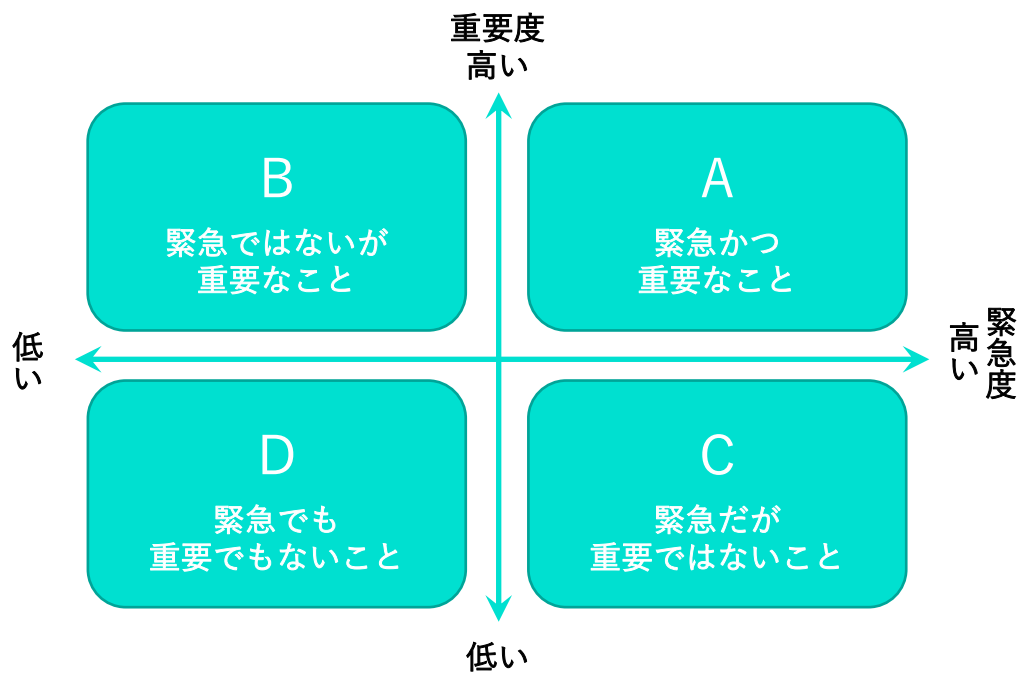 重要度
高い
B
緊急ではないが
重要なこと
A
緊急かつ
重要なこと
低い
緊急度
高い
D
緊急でも
重要でもないこと
C
緊急だが
重要ではないこと
低い